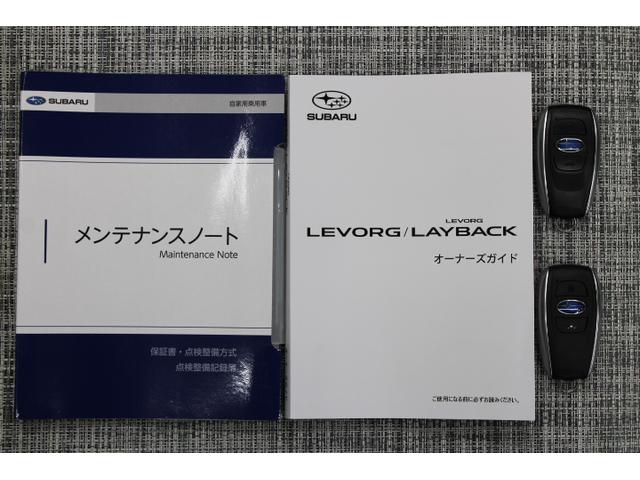 SUBARU
自家用乗用車
メンテナンスノート
Maintenance Note
保証書・点検整備方式
点検整備記録簿
SUBARU
LEVORG
LEVORG/LAYBACK
オーナーズガイド
ご使用になる前に必ずお読みください。